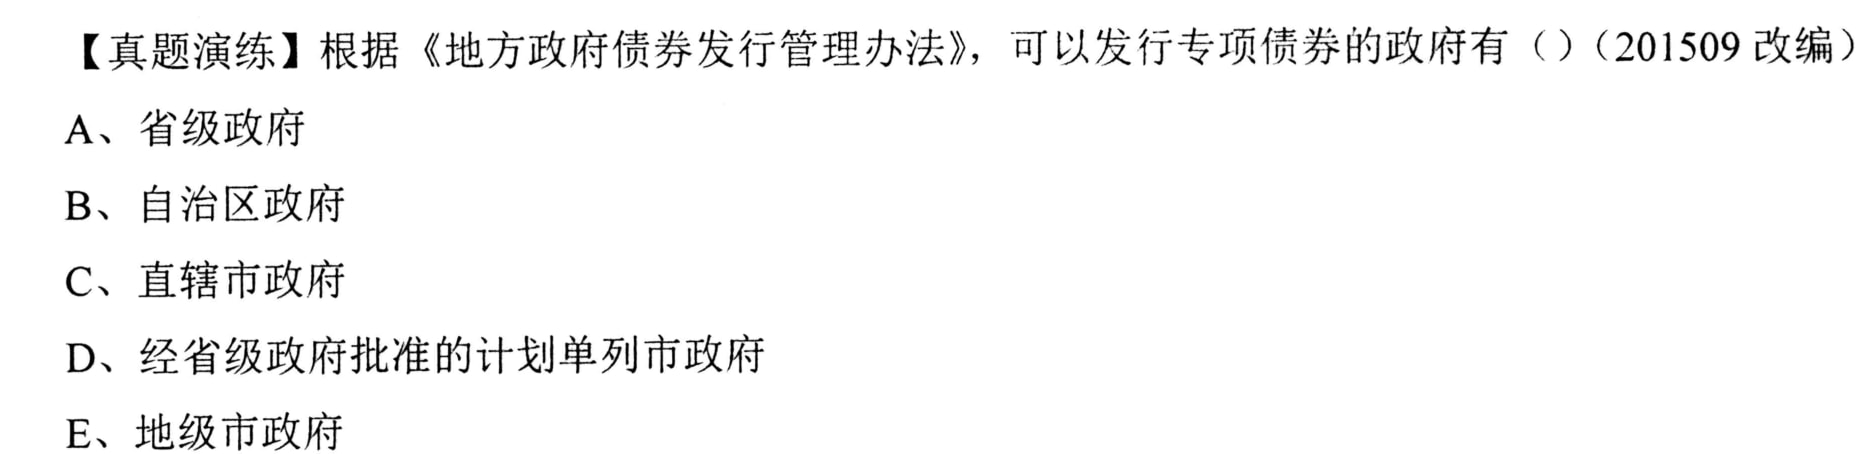 【真题演练】根据《地方政府债券发行管理办法》，可以发行专项债券的政府有（）（201509 改编）
A、省级政府
B、自治区政府
C、直辖市政府
D、经省级政府批准的计划单列市政府
E、地级市政府